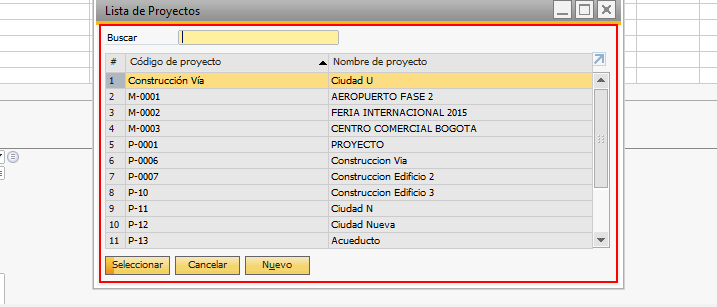 Lista de Proyectos
Buscar
# Código de proyecto Nombre de proyecto
1 Construcción Vía Ciudad U
2 M-0001 AEROPUERTO FASE 2
3 M-0002 FERIA INTERNACIONAL 2015
4 M-0003 CENTRO COMERCIAL BOGOTA
5 P-0001 PROYECTO
6 P-0006 Construccion Via
7 P-0007 Construccion Edificio 2
8 P-10 Construccion Edificio 3
9 P-11 Ciudad N
10 P-12 Ciudad Nueva
11 P-13 Acueducto
Seleccionar Cancelar Nuevo